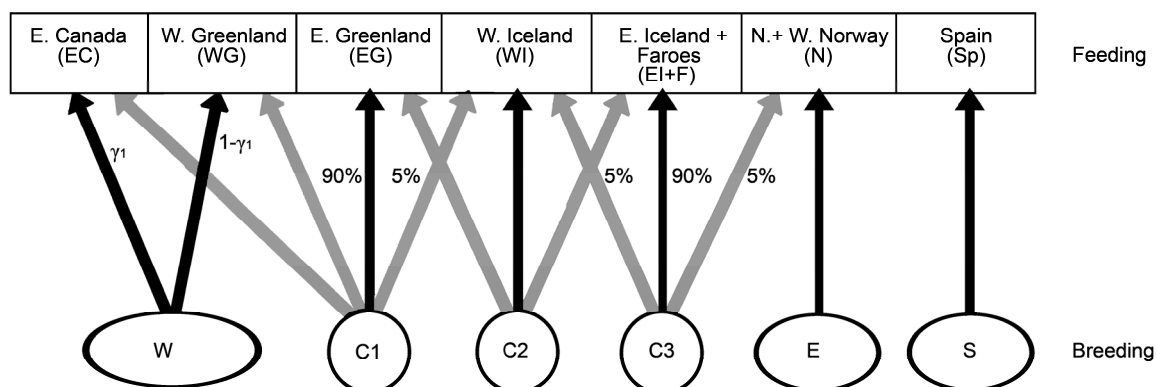 E. Canada
(EC)
W. Greenland
(WG)
E. Greenland
(EG)
W. Iceland
(WI)
E. Iceland +
Faroes
(EI+F)
N.+ W. Norway
(N)
Spain
(Sp)
Feeding
γ1
1-γ1
90%
5%
5%
90%
5%
W
C1
C2
C3
E
S
Breeding